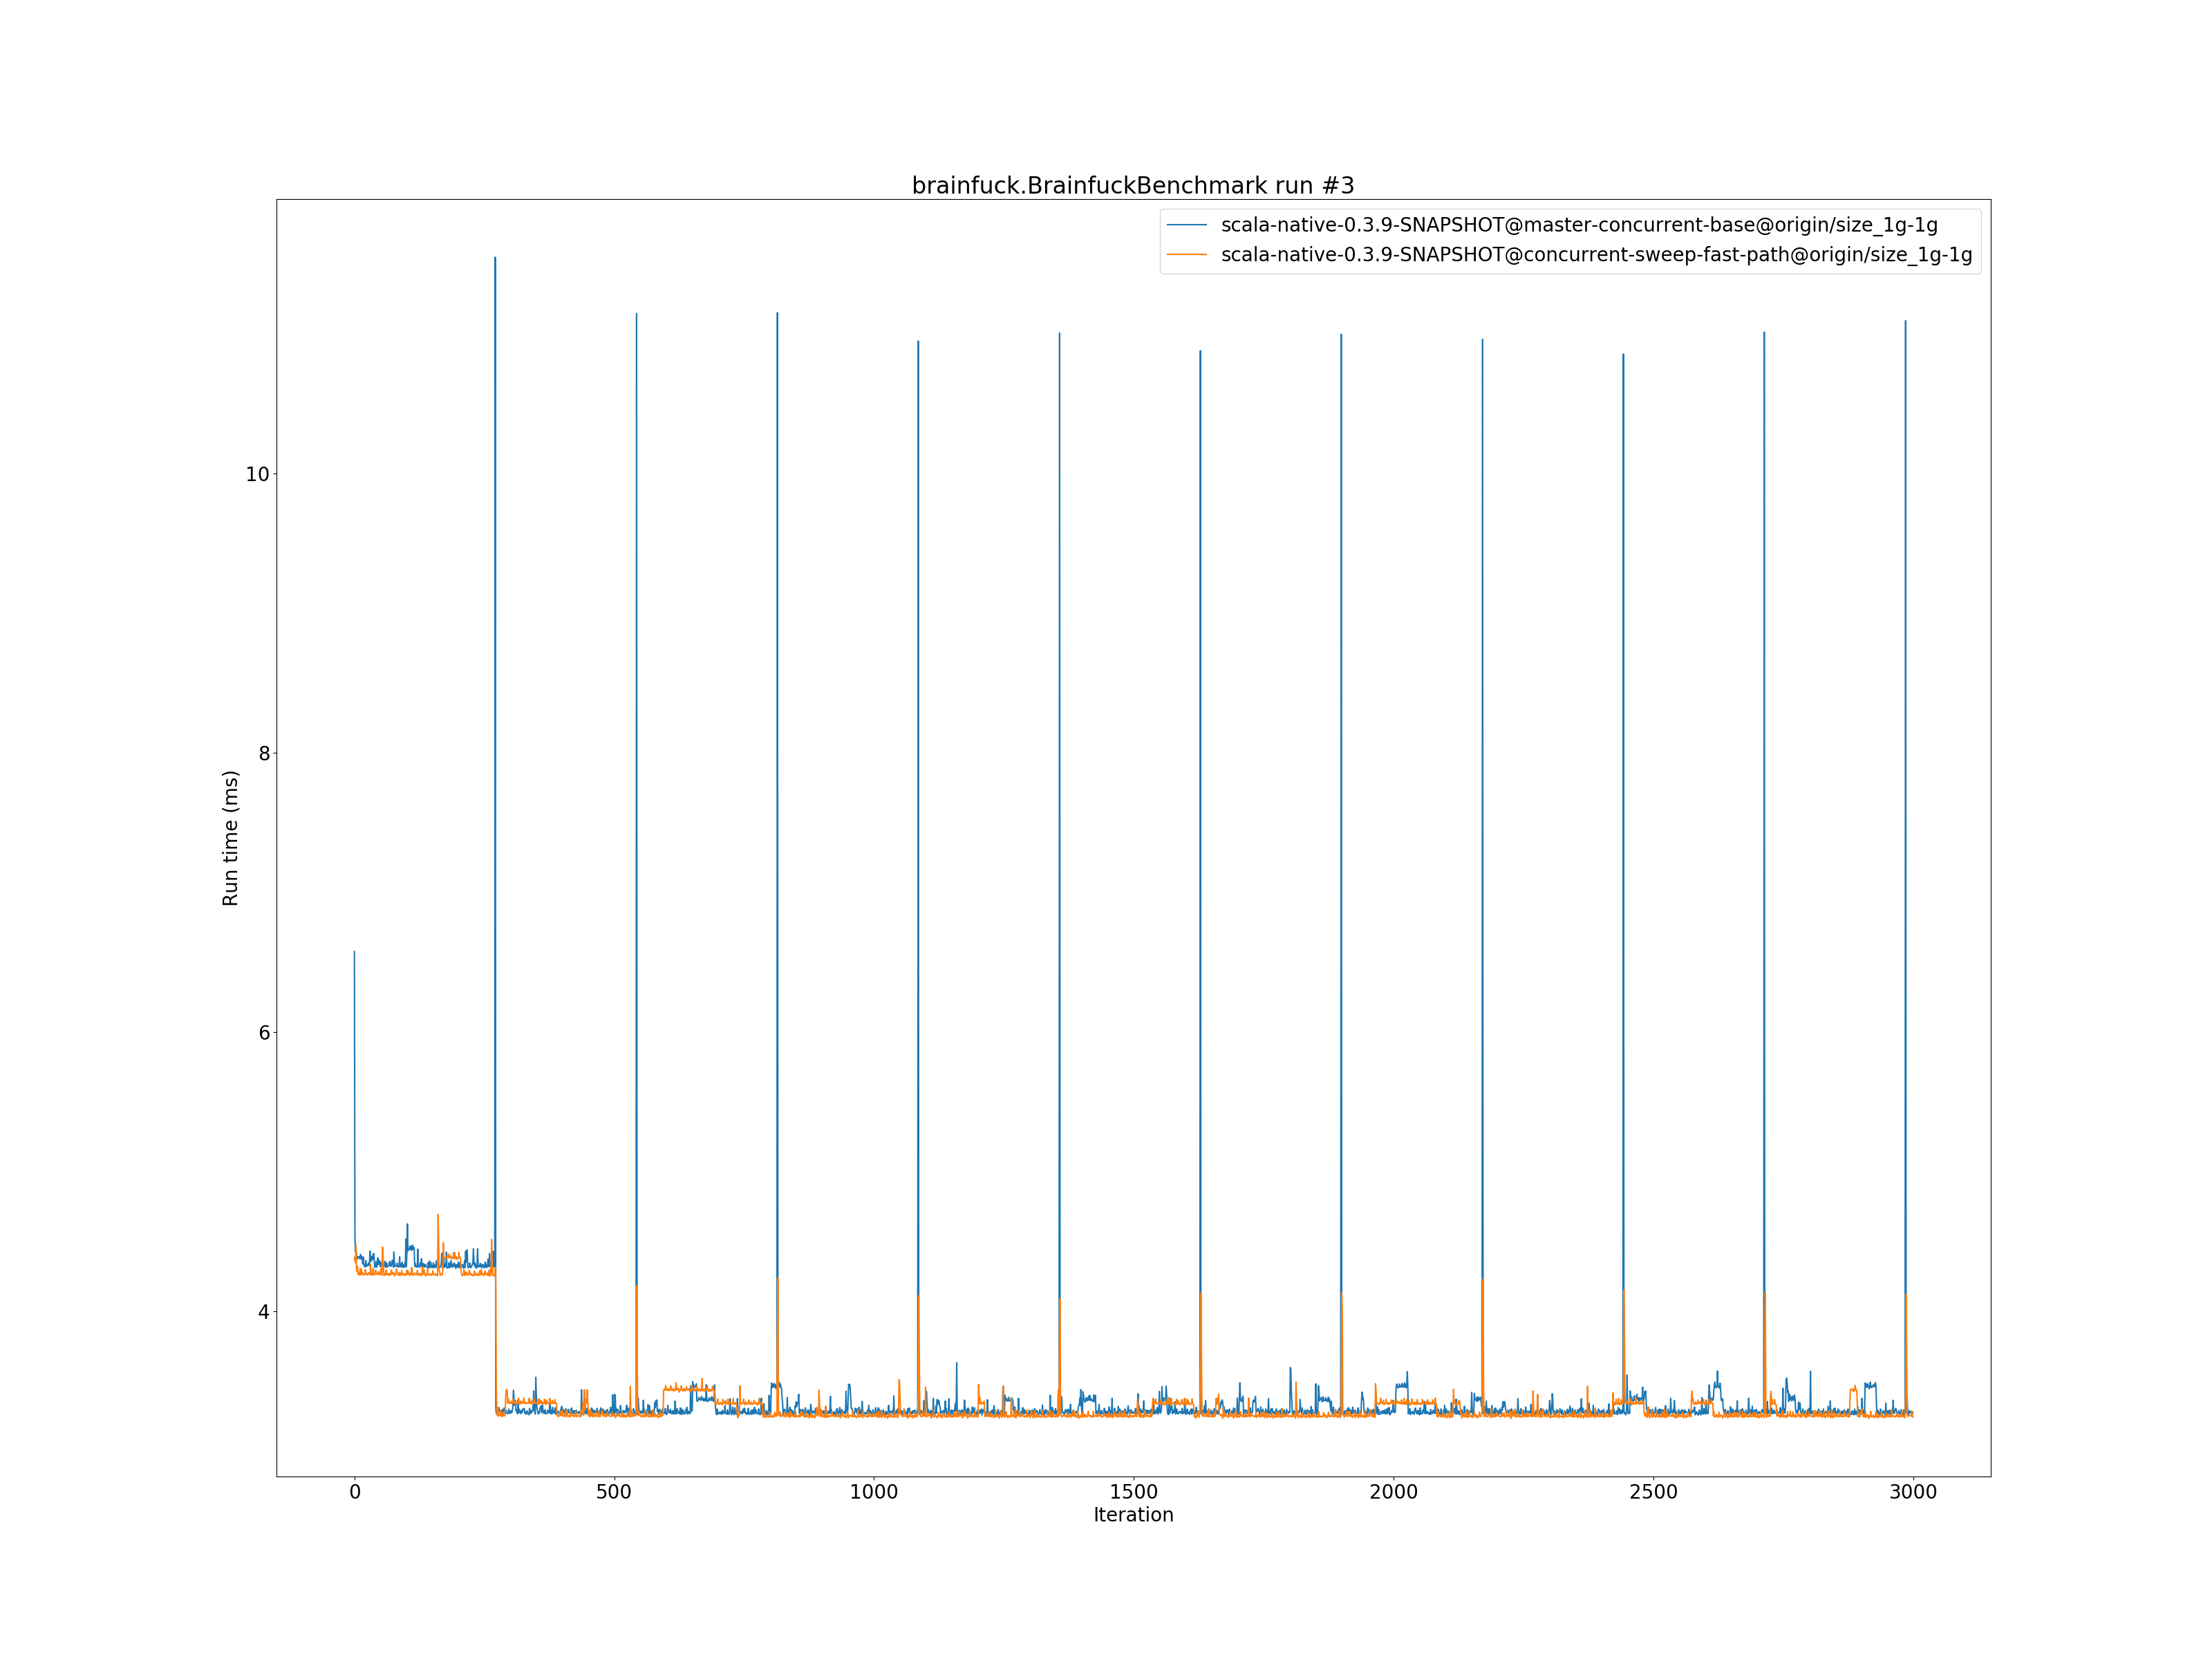 brainfuck.BrainfuckBenchmark run #3
scala-native-0.3.9-SNAPSHOT@master-concurrent-base@origin/size_1g-1g
scala-native-0.3.9-SNAPSHOT@concurrent-sweep-fast-path@origin/size_1g-1g
10
8
6
4
Run time (ms)
0 500 1000 1500 2000 2500 3000
Iteration